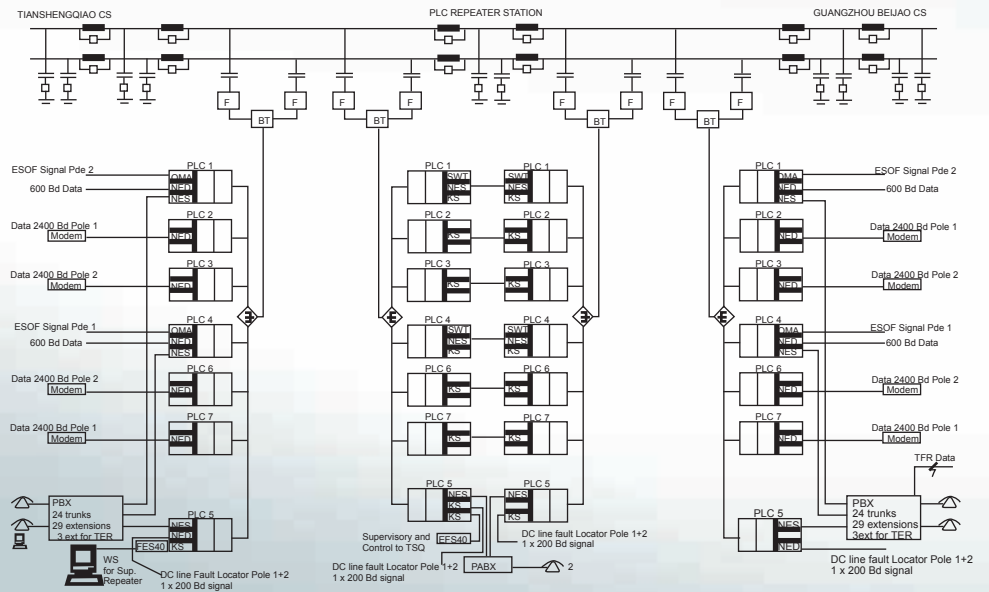 TIANSHENGQIAO CS
PLC REPEATER STATION
GUANGZHOU BEIJAO CS
F
F
F
F
F
F
F
F
BT
BT
BT
BT
ESOF Signal Pde 2
600 Bd Data
PLC 1
OMA
NED
NES
Data 2400 Bd Pole 1
Modem
PLC 2
NED
Data 2400 Bd Pole 2
Modem
PLC 3
NED
ESOF Signal Pde 1
600 Bd Data
PLC 4
OMA
NED
NES
Data 2400 Bd Pole 2
Modem
PLC 6
NED
Data 2400 Bd Pole 1
Modem
PLC 7
NED
PBX
24 trunks
29 extensions
3 ext for TER
PLC 5
NES
NED
KS
FES40
WS
for Sup.
Repeater
DC line Fault Locator Pole 1+2
1 x 200 Bd signal
PLC 1
SWT
NES
KS
PLC 1
SWT
NES
KS
PLC 2
KS
PLC 2
KS
PLC 3
KS
PLC 3
KS
PLC 4
SWT
NES
KS
PLC 4
SWT
NES
KS
PLC 6
KS
PLC 6
KS
PLC 7
KS
PLC 7
KS
PLC 5
NES
KS
KS
PLC 5
NES
KS
Supervisory and
Control to TSQ
FES40
DC line fault Locator Pole 1+2
1 x 200 Bd signal
DC line fault Locator Pole 1+2
1 x 200 Bd signal
PABX
2
PLC 1
OMA
NED
NES
ESOF Signal Pde 2
600 Bd Data
PLC 2
NED
Data 2400 Bd Pole 1
Modem
PLC 3
NED
Data 2400 Bd Pole 2
Modem
PLC 4
OMA
NED
NES
ESOF Signal Pde 1
600 Bd Data
PLC 6
NED
Data 2400 Bd Pole 2
Modem
PLC 7
NED
Data 2400 Bd Pole 1
Modem
TFR Data
PBX
24 trunks
29 extensions
3ext for TER
PLC 5
NES
NED
DC line fault Locator Pole 1+2
1 x 200 Bd signal